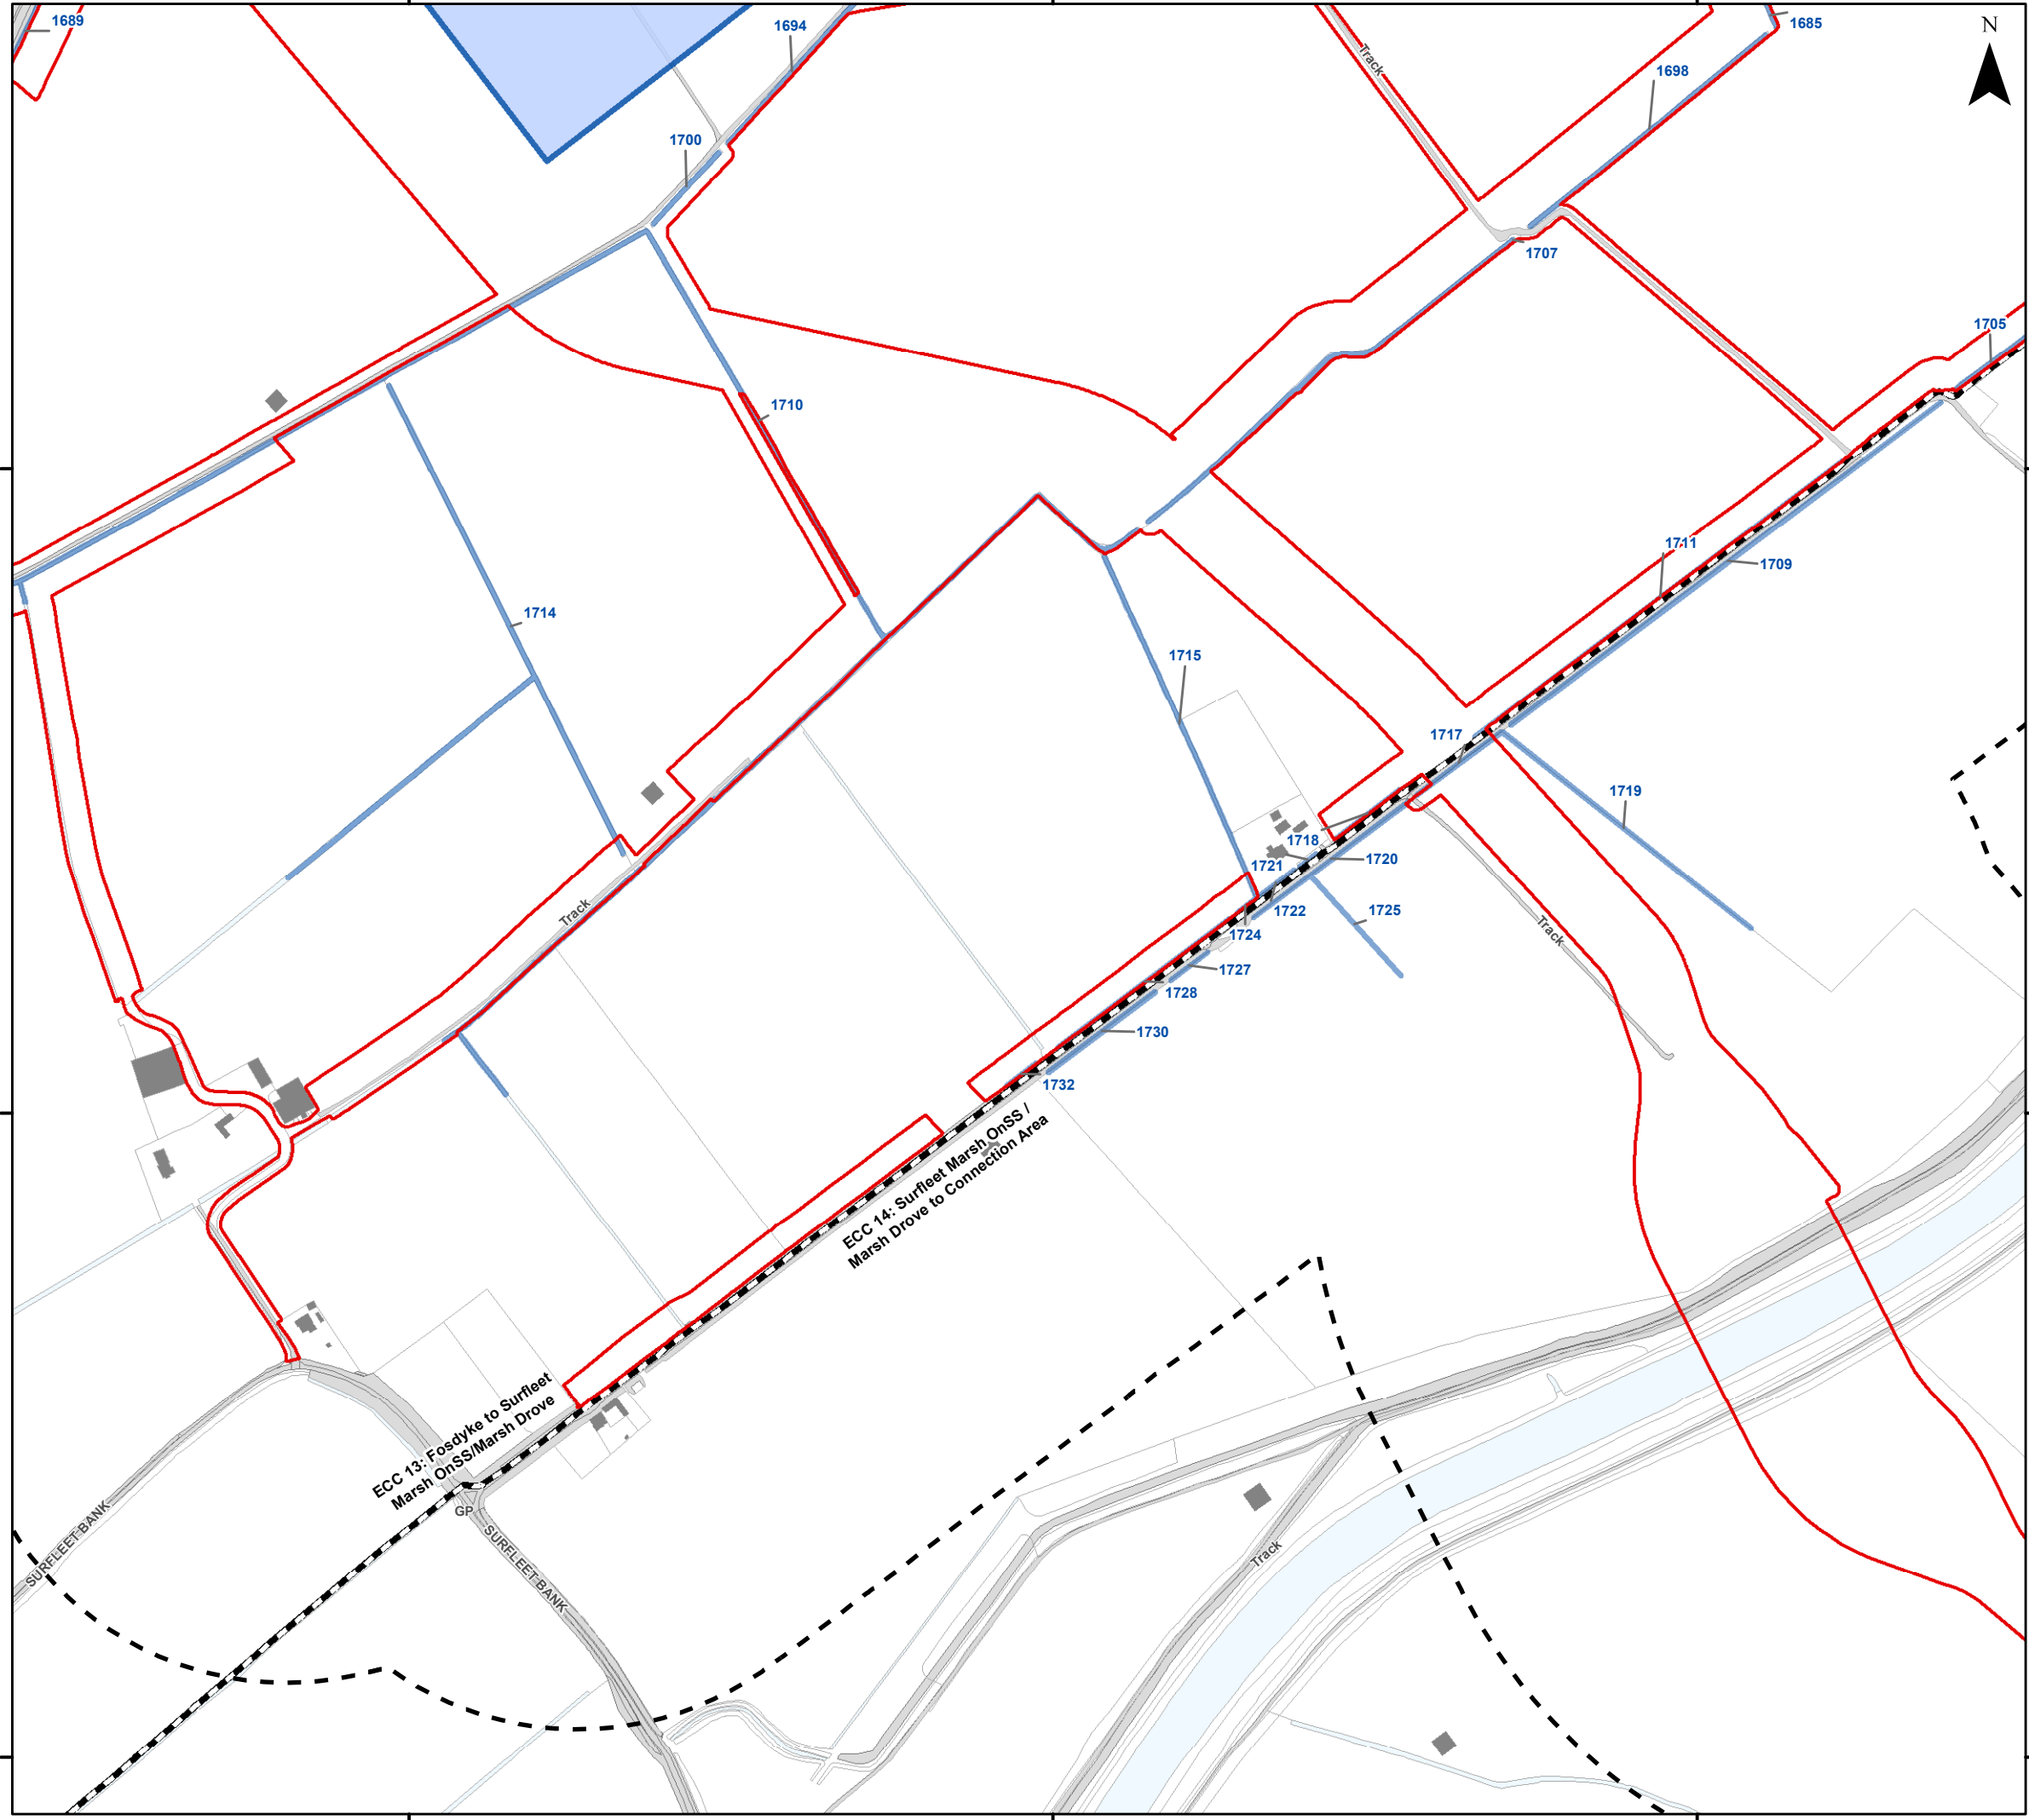 1689
1694
1685
N
Track
1698
1700
1707
1705
1710
1711
1709
1714
1715
1717
1719
1718
1720
1721
Track
1722
1725
1724
Track
1727
1728
1730
1732
ECC 14: Surfleet Marsh OnSS /
Marsh Drove to Connection Area
ECC 13: Fosdyke to Surfleet
Marsh OnSS/Marsh Drove
GP
SURFLEET BANK
SURFLEET BANK
Track